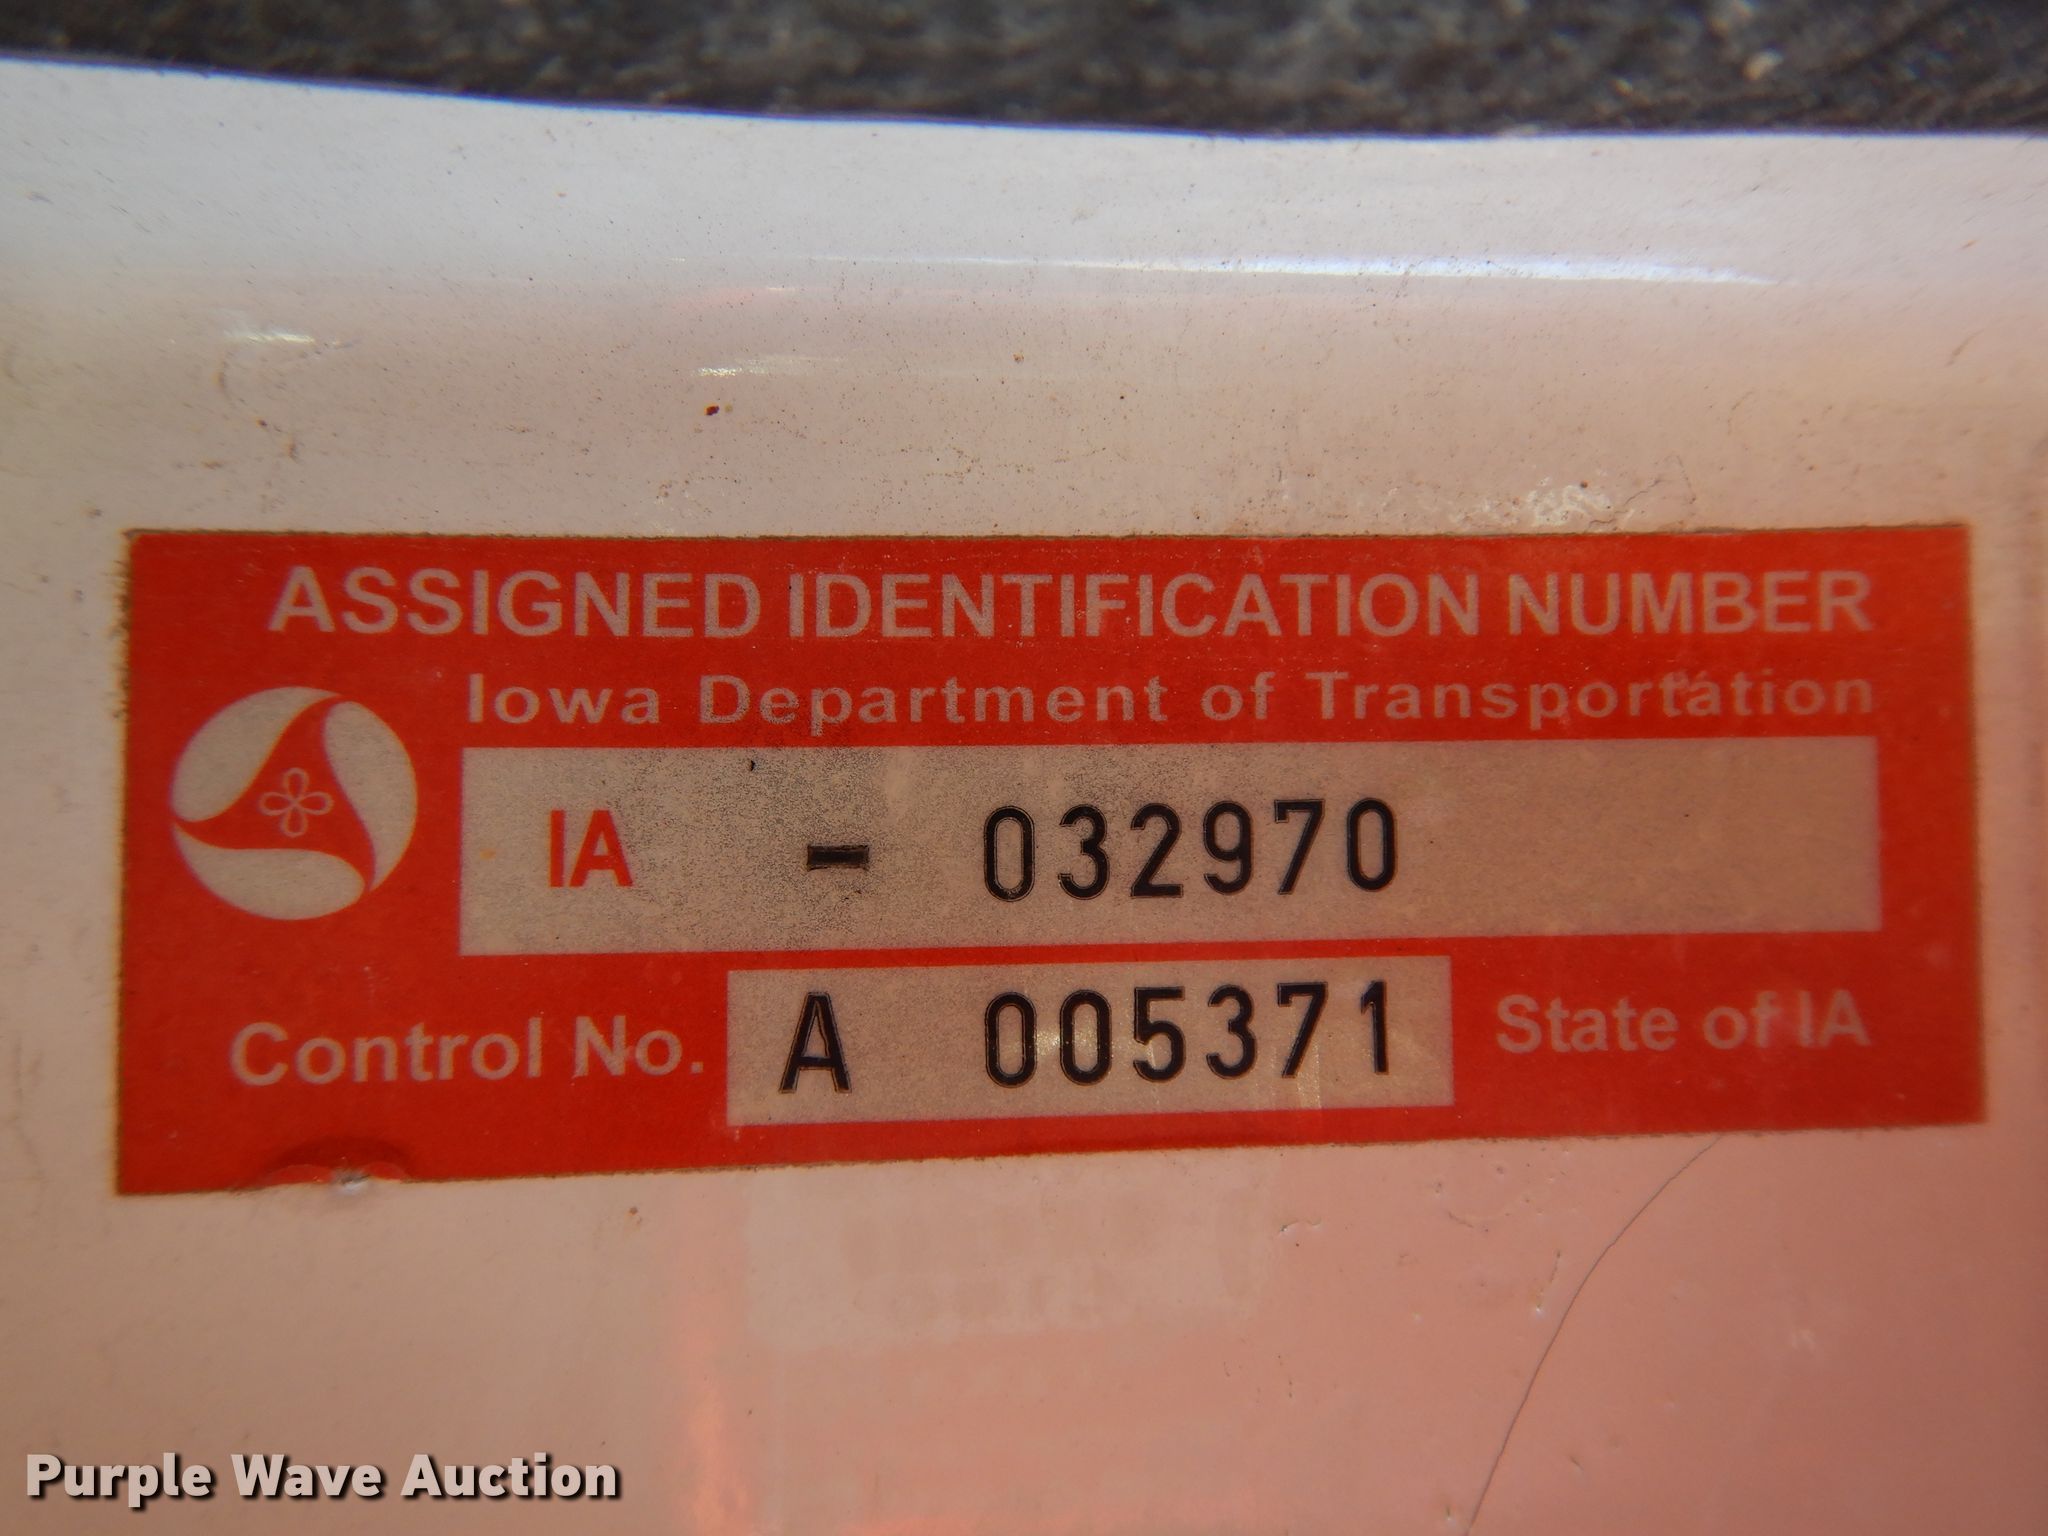 ASSIGNED IDENTIFICATION NUMBER
Iowa Department of Transportation
IA - 032970
Control No. A 005371 State of IA
Purple Wave Auction